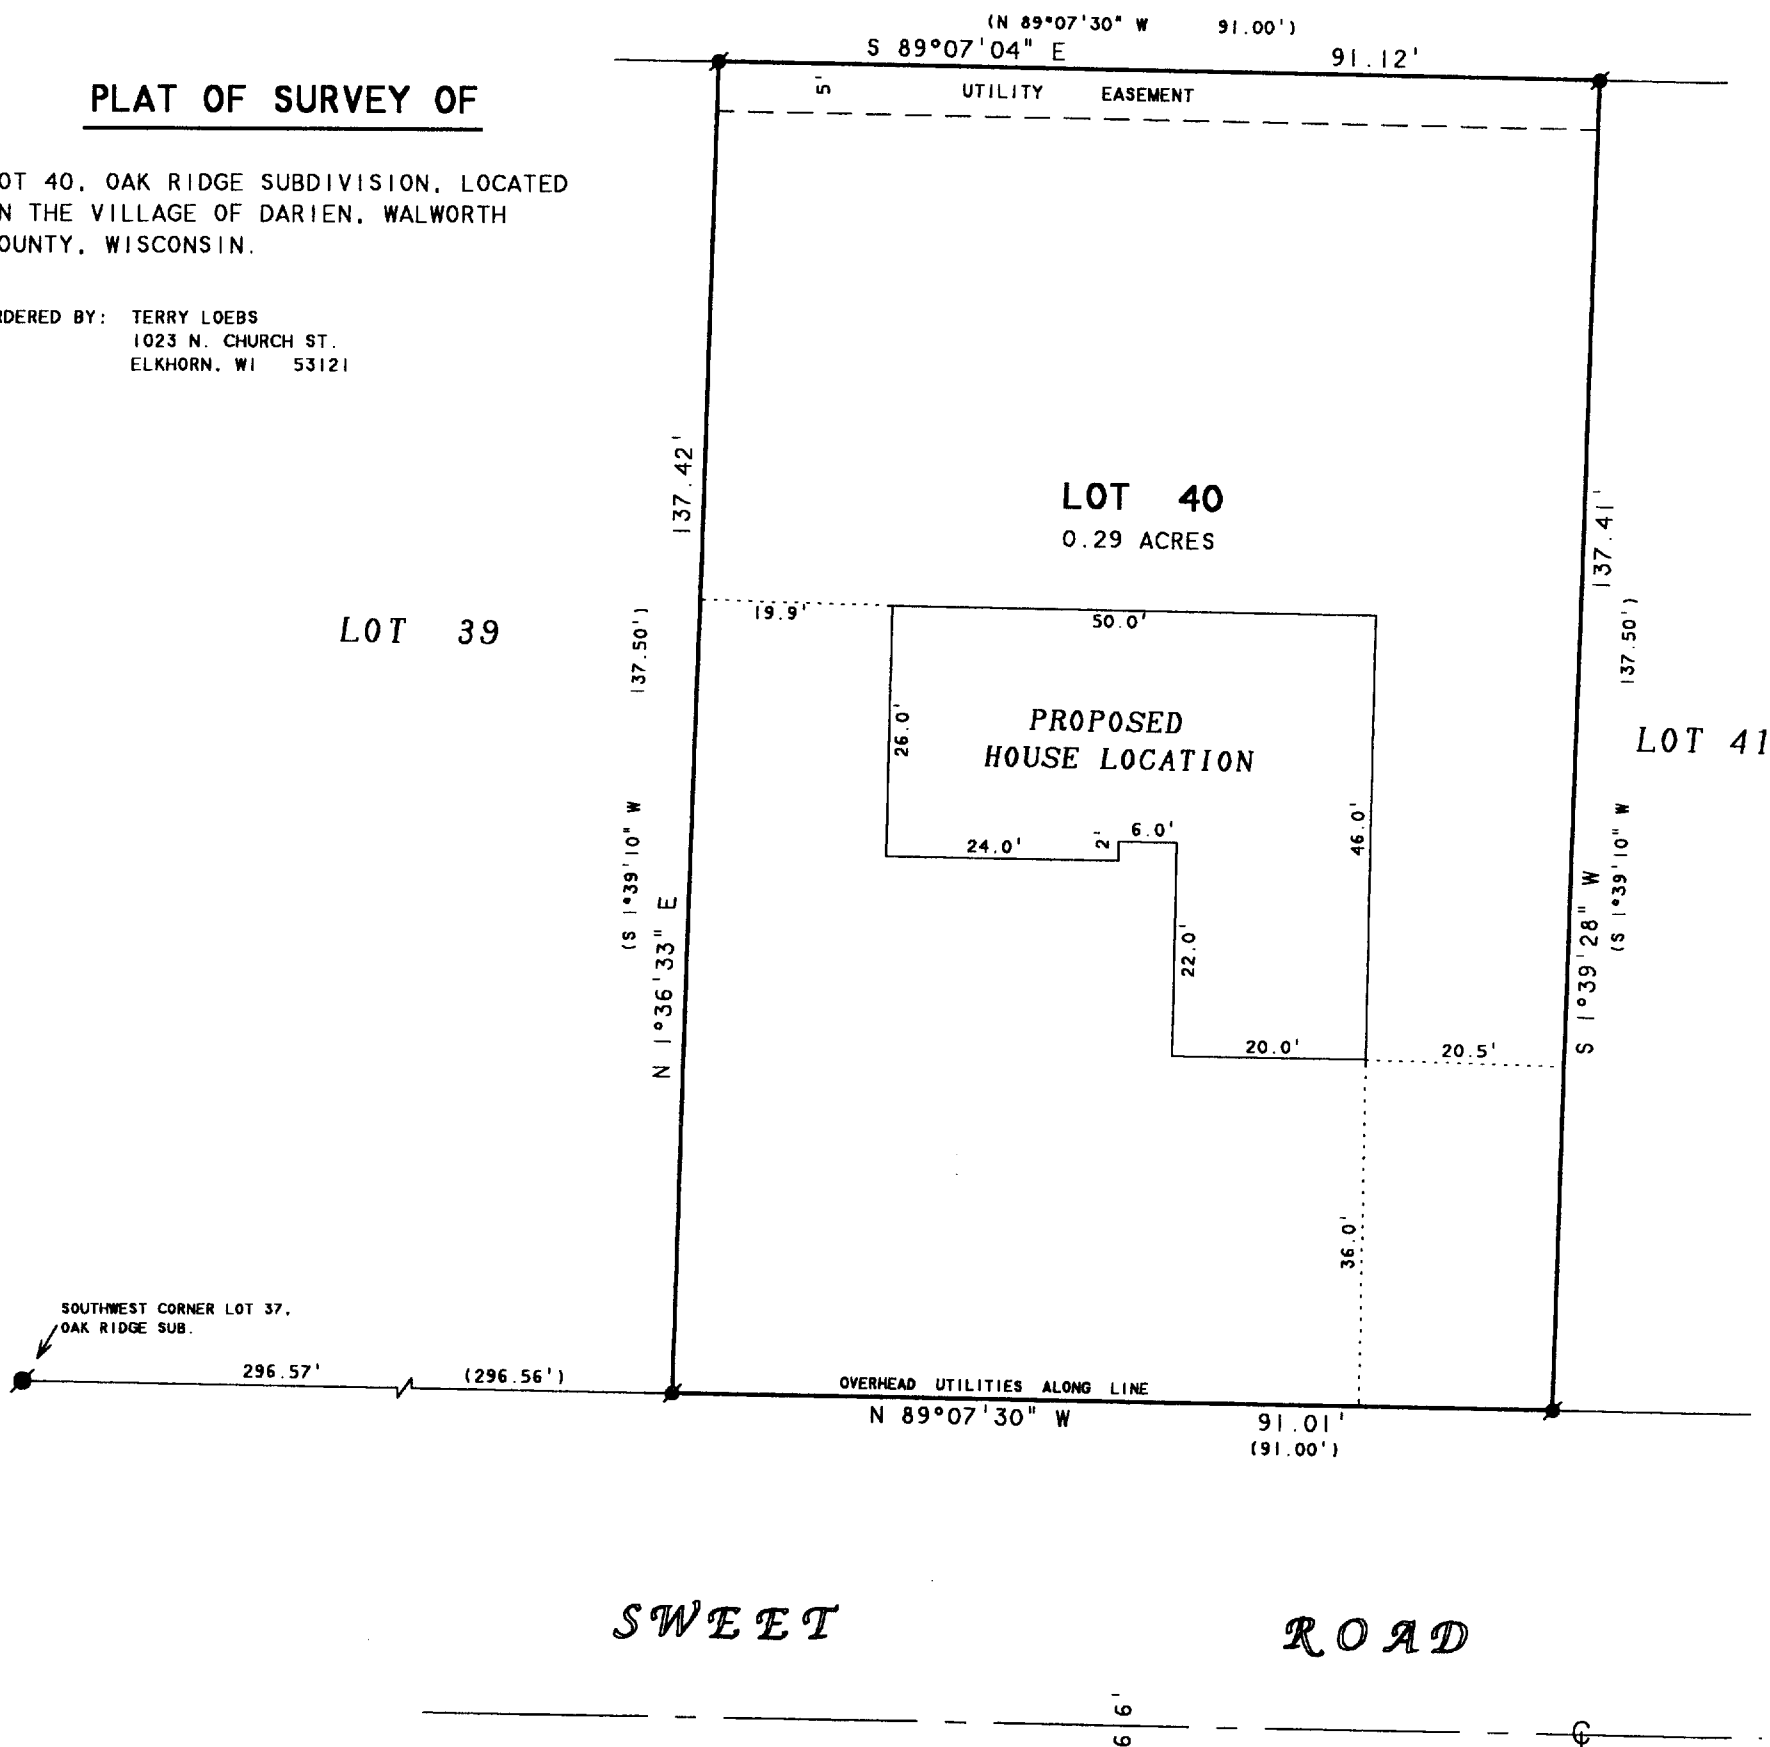 (N 89°07'30" W 91.00')
S 89°07'04" E 91.12'
5'
UTILITY EASEMENT
PLAT OF SURVEY OF
OT 40, OAK RIDGE SUBDIVISION, LOCATED
N THE VILLAGE OF DARIEN, WALWORTH
OUNTY, WISCONSIN.
RDERED BY: TERRY LOEBS
1023 N. CHURCH ST.
ELKHORN, WI 53121
137.42'
LOT 40
0.29 ACRES
137.41'
LOT 39
137.50')
19.9'
50.0'
137.50')
26.0'
PROPOSED
HOUSE LOCATION
LOT 41
(S 1°39'10" W
N 1°36'33" E
24.0'
2'
6.0'
46.0'
22.0'
S 1°39'28" W
(S 1°39'10" W
20.0'
20.5'
36.0'
SOUTHWEST CORNER LOT 37,
OAK RIDGE SUB.
296.57'
(296.56')
OVERHEAD UTILITIES ALONG LINE
N 89°07'30" W 91.01'
(91.00')
SWEET ROAD
66'